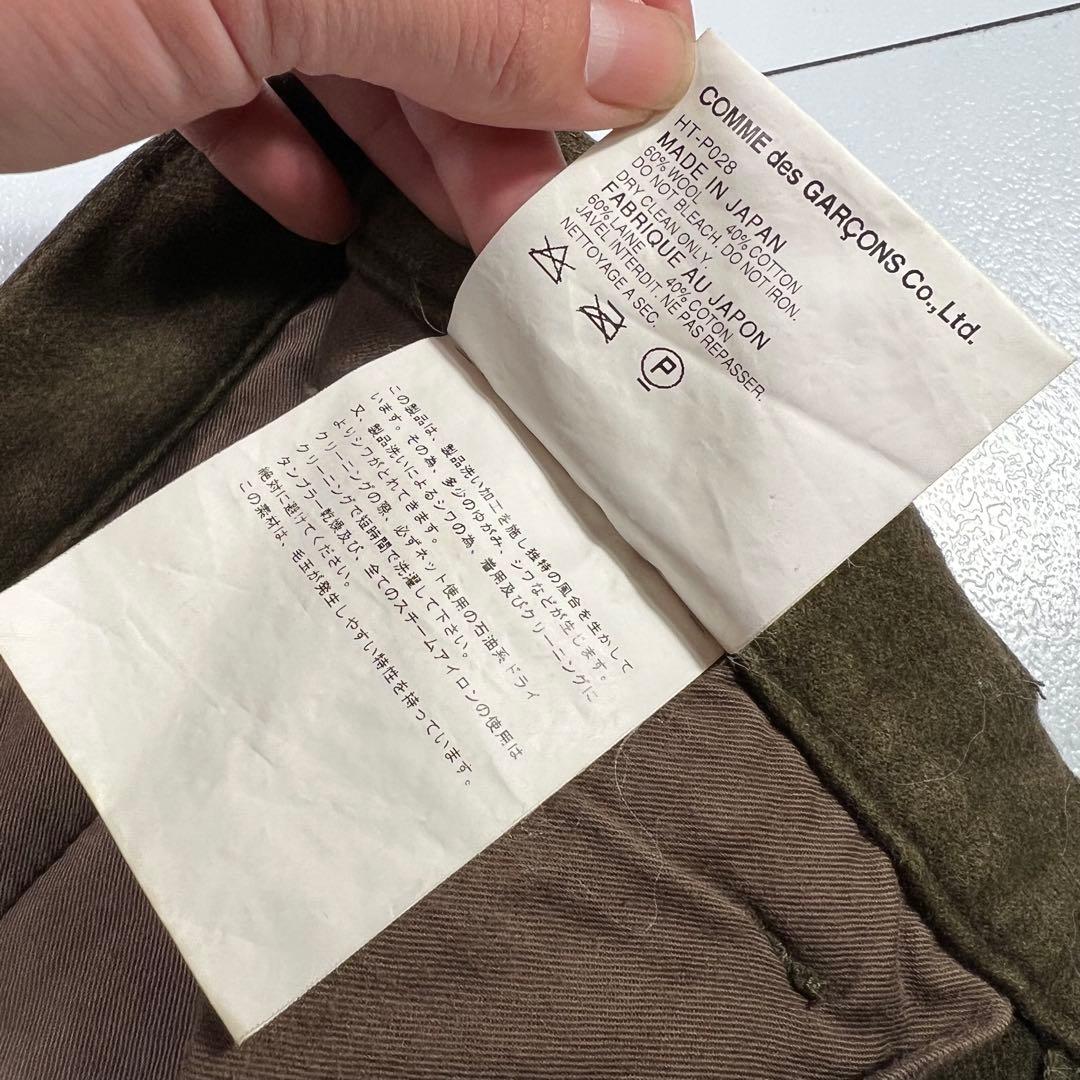 COMME des GARÇONS Co., Ltd.
HT-P028
MADE IN JAPAN
60% WOOL 40% COTTON
DO NOT BLEACH. DO NOT IRON.
DRY CLEAN ONLY.
FABRIQUE AU JAPON
60% LAINE 40% COTON
JAVEL INTERDIT. NE PAS REPASSER.
NETTOYAGE A SEC.
P
この製品は、製品洗い加工を施し独特の風合を生かして
います。その為、多少のゆがみ、シワなどが生じます。
又、製品洗いによるシワの為、着用及びクリーニングに
よりシワがとれてきます。
クリーニングの際、必ずネット使用の石油系ドライ
クリーニングで短時間で洗濯して下さい。
タンブラー乾燥及び、全てのスチームアイロンの使用は
絶対に避けてください。
この素材は、毛玉が発生しやすい特性を持っています。